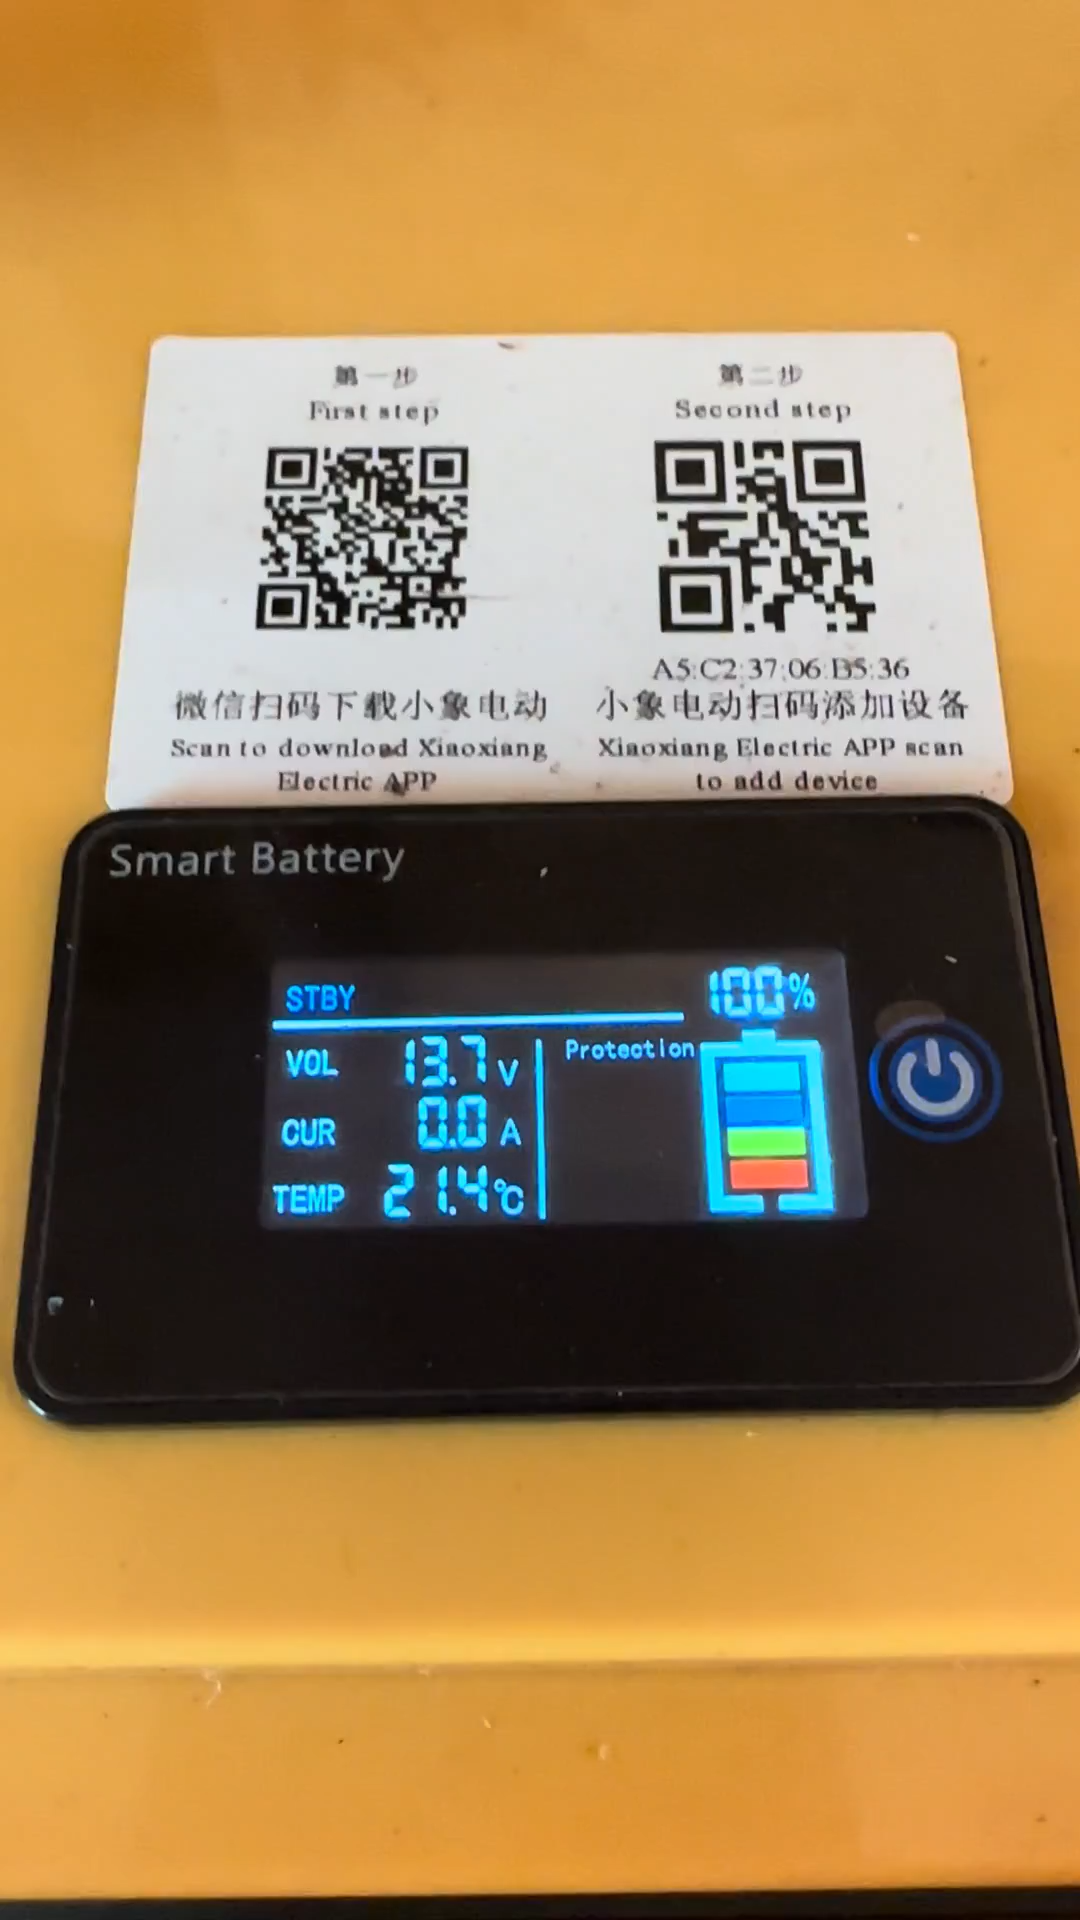 第一步
First step
第二步
Second step
A5:C2:37:06:B5:36
微信扫码下载小象电动
Scan to download Xiaoxiang
Electric APP
小象电动扫码添加设备
Xiaoxiang Electric APP scan
to add device
Smart Battery
STBY
100%
VOL 13.7 V
Protection
CUR 0.0 A
TEMP 21.4 ℃